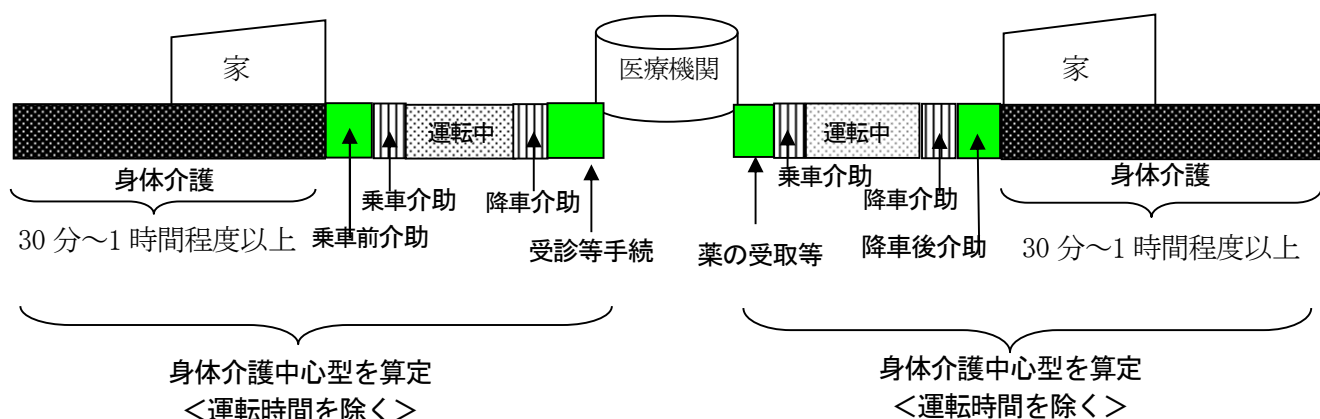 家
医療機関
家
運転中
運転中
身体介護
乗車介助
降車介助
乗車介助
降車介助
身体介護
30 分～1 時間程度以上
乗車前介助
受診等手続
薬の受取等
降車後介助
30 分～1 時間程度以上
身体介護中心型を算定
＜運転時間を除く＞
身体介護中心型を算定
＜運転時間を除く＞